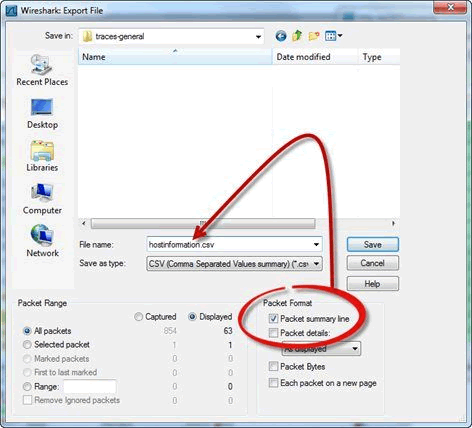 Wireshark: Export File
Save in: traces-general
Name Date modified Type
Recent Places
Desktop
Libraries
Computer
Network
File name: hostinformation.csv Save
Save as type: CSV (Comma Separated Values summary) (*.csv Cancel
Help
Packet Range
Captured Displayed
All packets 854 63
Selected packet 1 1
Marked packets 0 0
First to last marked 0 0
Range: 0 0
Remove Ignored packets 0 0
Packet Format
Packet summary line
Packet details:
As displayed
Packet Bytes
Each packet on a new page